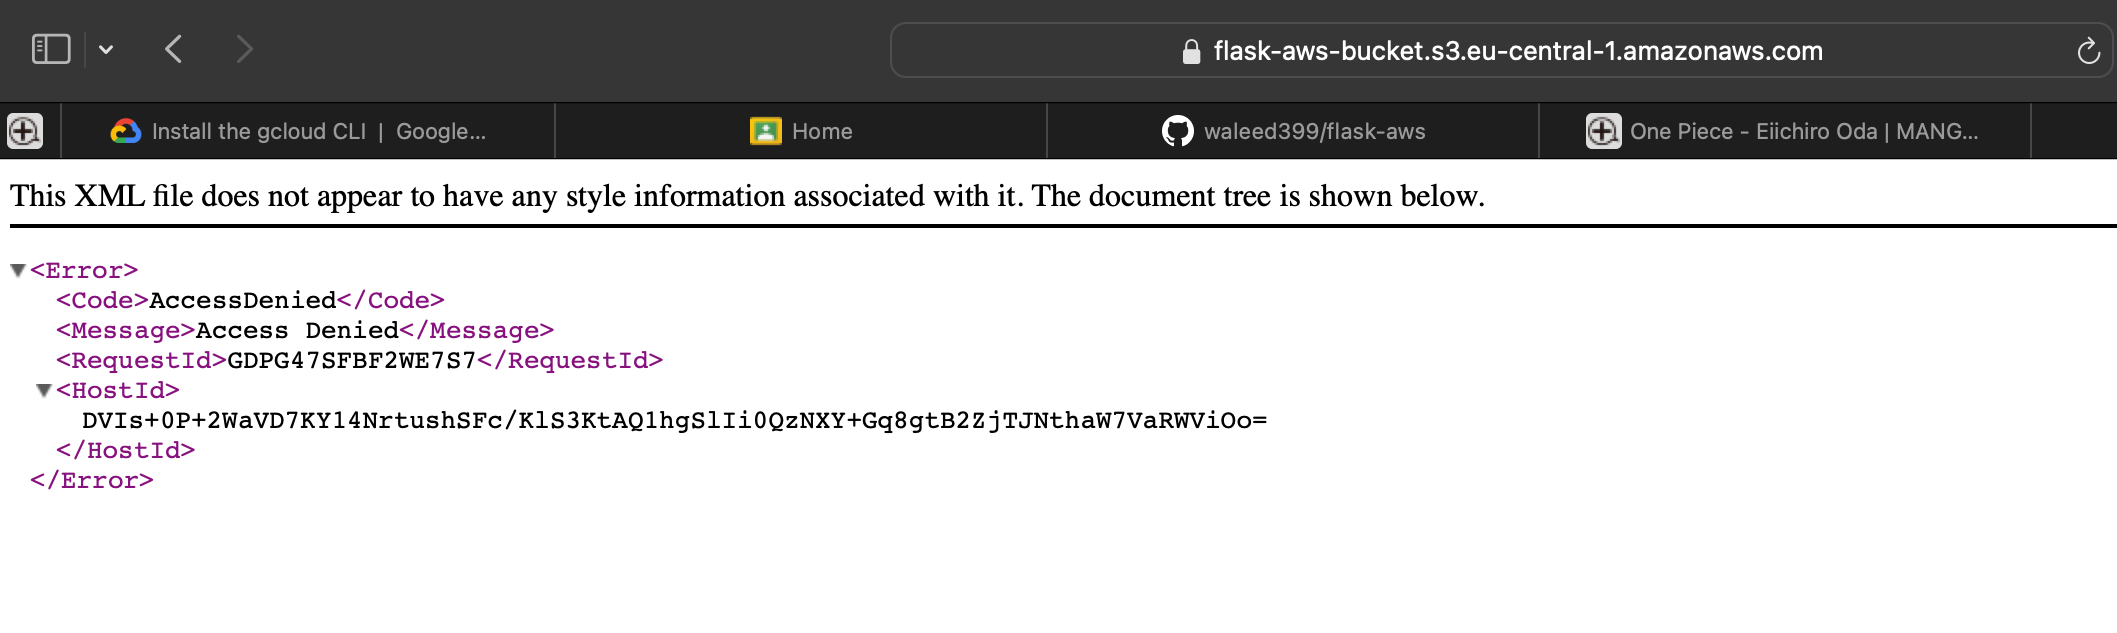 flask-aws-bucket.s3.eu-central-1.amazonaws.com
Install the gcloud CLI | Google...
Home
waleed399/flask-aws
One Piece - Eiichiro Oda | MANG...
This XML file does not appear to have any style information associated with it. The document tree is shown below.
<Error>
<Code>AccessDenied</Code>
<Message>Access Denied</Message>
<RequestId>GDPG47SFBF2WE7S7</RequestId>
<HostId>
DVIs+0P+2WaVD7KY14NrtushSFc/KlS3KtAQ1hgSlIi0QzNXY+Gq8gtB2ZjTJNthaW7VaRWViOo=
</HostId>
</Error>